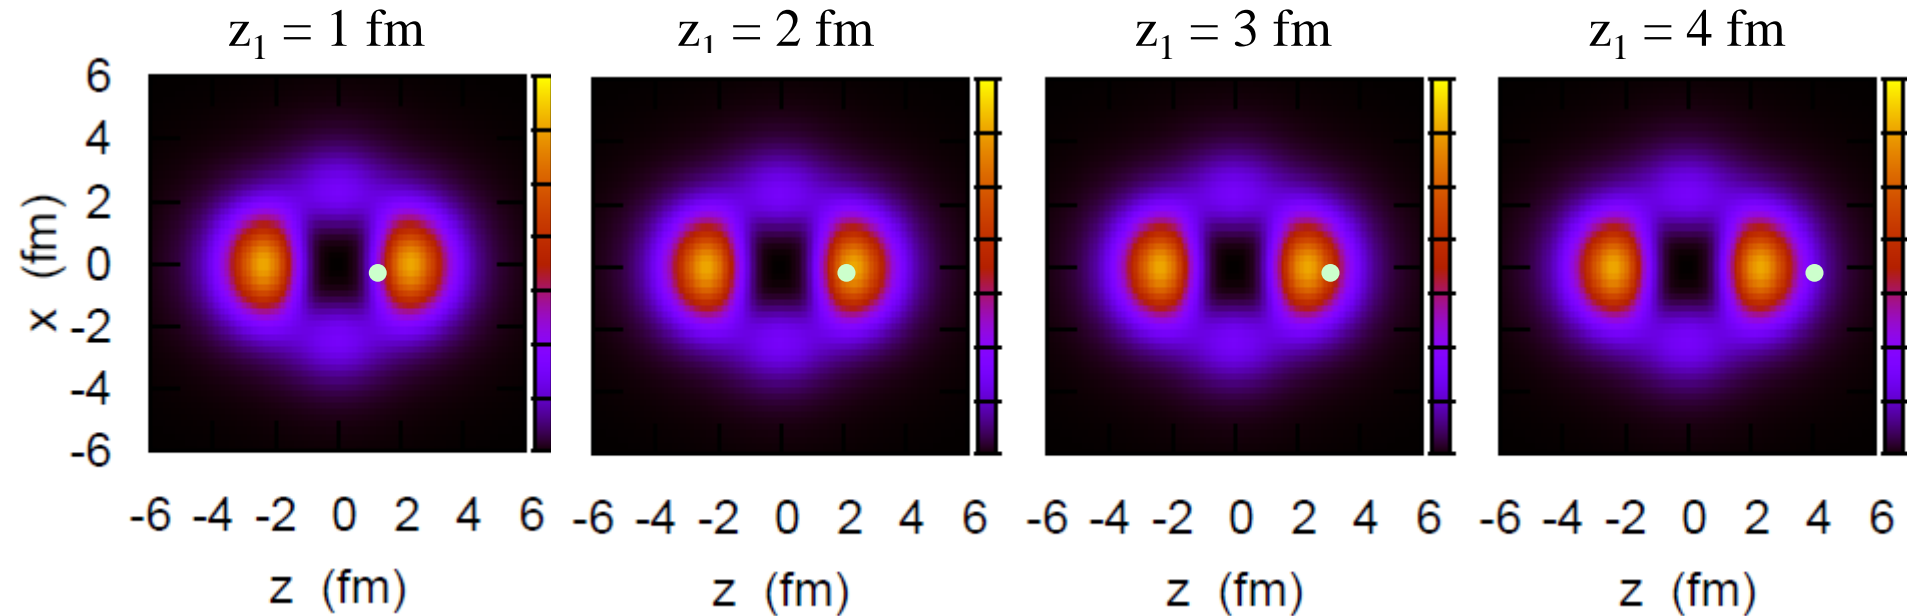 z₁ = 1 fm
z₁ = 2 fm
z₁ = 3 fm
z₁ = 4 fm
6
4
2
0
-2
-4
-6
x (fm)
-6 -4 -2 0 2 4 6
-6 -4 -2 0 2 4 6
-6 -4 -2 0 2 4 6
-6 -4 -2 0 2 4 6
z (fm)
z (fm)
z (fm)
z (fm)